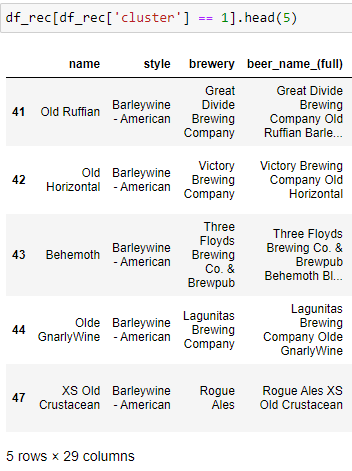 df_rec[df_rec['cluster'] == 1].head(5)
name style brewery beer_name_(full)
41 Old Ruffian Barleywine - American Great Divide Brewing Company Great Divide Brewing Company Old Ruffian Barle...
42 Old Horizontal Barleywine - American Victory Brewing Company Victory Brewing Company Old Horizontal
43 Behemoth Barleywine - American Three Floyds Brewing Co. & Brewpub Three Floyds Brewing Co. & Brewpub Behemoth Bl...
44 Olde GnarlyWine Barleywine - American Lagunitas Brewing Company Lagunitas Brewing Company Olde GnarlyWine
47 XS Old Crustacean Barleywine - American Rogue Ales Rogue Ales XS Old Crustacean
5 rows × 29 columns